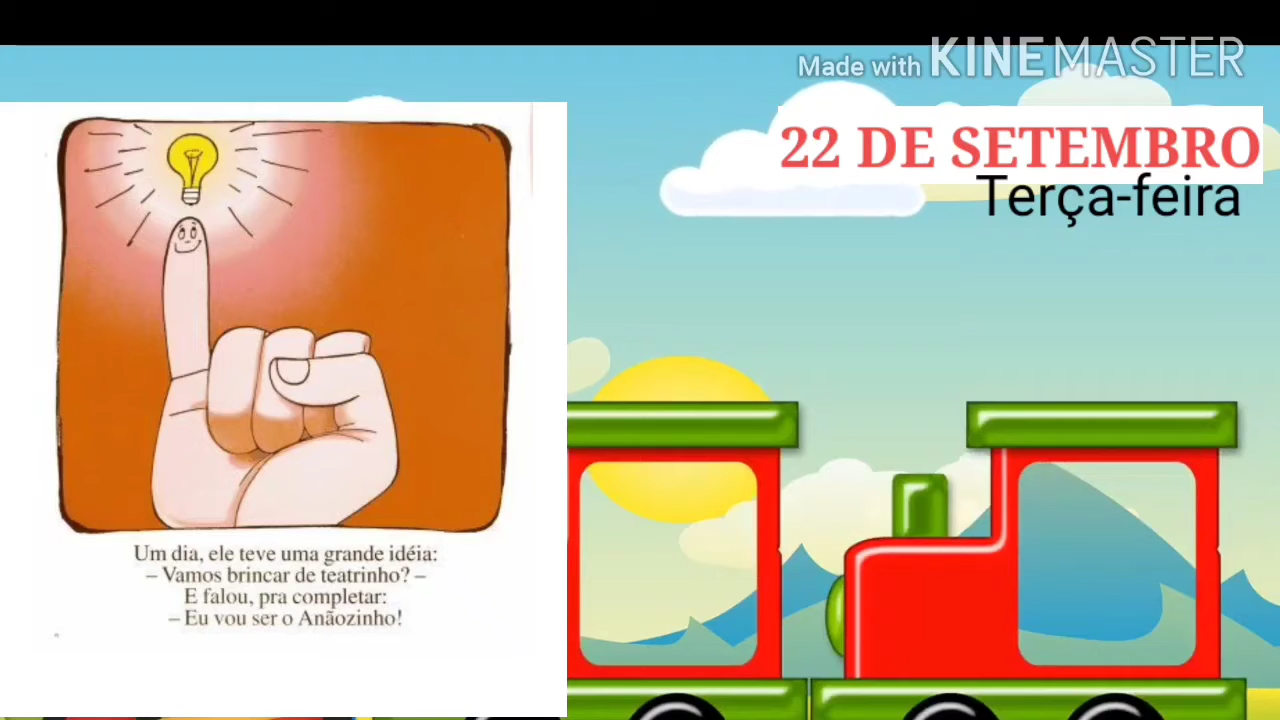 Made with KINEMASTER
22 DE SETEMBRO
Terça-feira
Um dia, ele teve uma grande idéia:
– Vamos brincar de teatrinho? –
E falou, pra completar:
– Eu vou ser o Anãozinho!